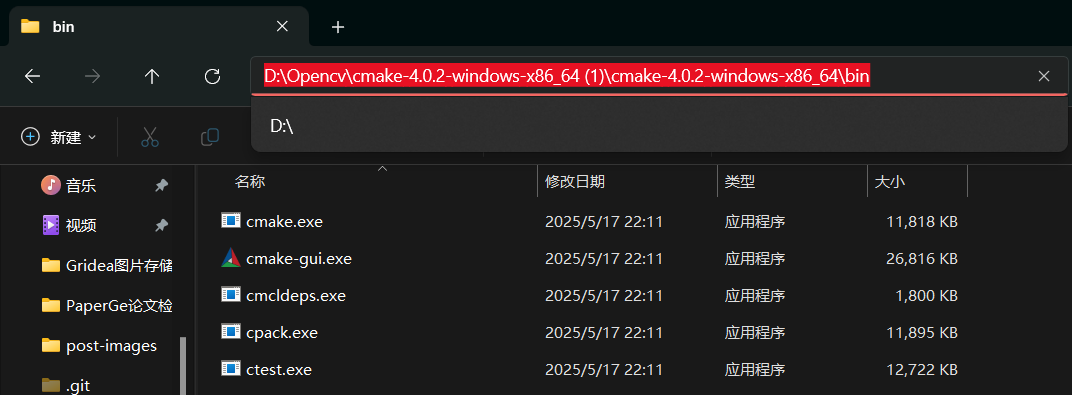 bin
D:\Opencv\cmake-4.0.2-windows-x86_64 (1)\cmake-4.0.2-windows-x86_64\bin
D:\
新建
音乐
视频
Gridea图片存储
PaperGe论文检
post-images
.git
名称 修改日期 类型 大小
cmake.exe 2025/5/17 22:11 应用程序 11,818 KB
cmake-gui.exe 2025/5/17 22:11 应用程序 26,816 KB
cmcldeps.exe 2025/5/17 22:11 应用程序 1,800 KB
cpack.exe 2025/5/17 22:11 应用程序 11,895 KB
ctest.exe 2025/5/17 22:11 应用程序 12,722 KB